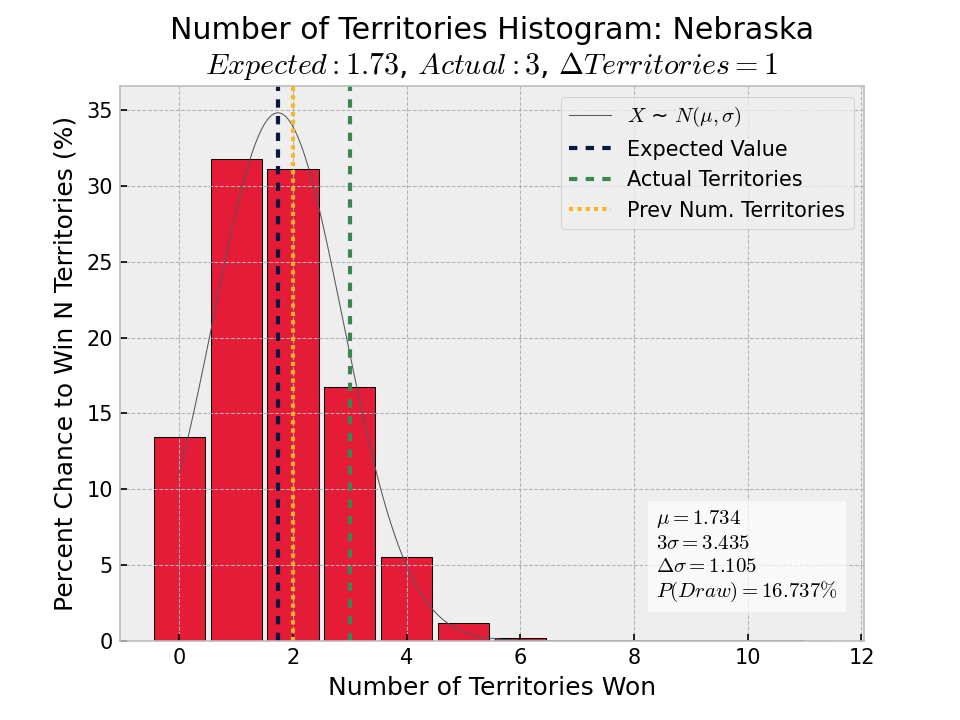 Number of Territories Histogram: Nebraska
Expected : 1.73, Actual : 3, ΔTerritories = 1
Percent Chance to Win N Territories (%)
35
30
25
20
15
10
5
0
X ~ N(μ, σ)
Expected Value
Actual Territories
Prev Num. Territories
μ = 1.734
3σ = 3.435
Δσ = 1.105
P(Draw) = 16.737%
0 2 4 6 8 10 12
Number of Territories Won